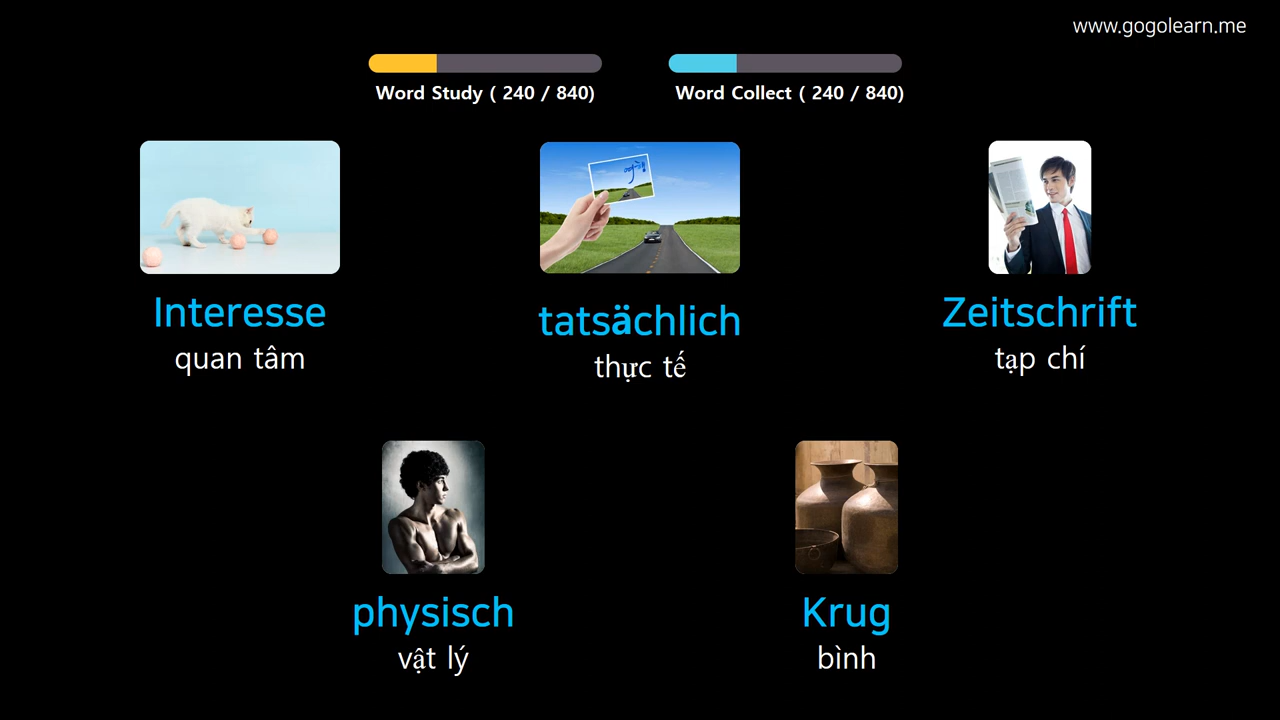 www.gogolearn.me
Word Study ( 240 / 840)
Word Collect ( 240 / 840)
Interesse
quan tâm
tatsächlich
thực tế
Zeitschrift
tạp chí
physisch
vật lý
Krug
bình